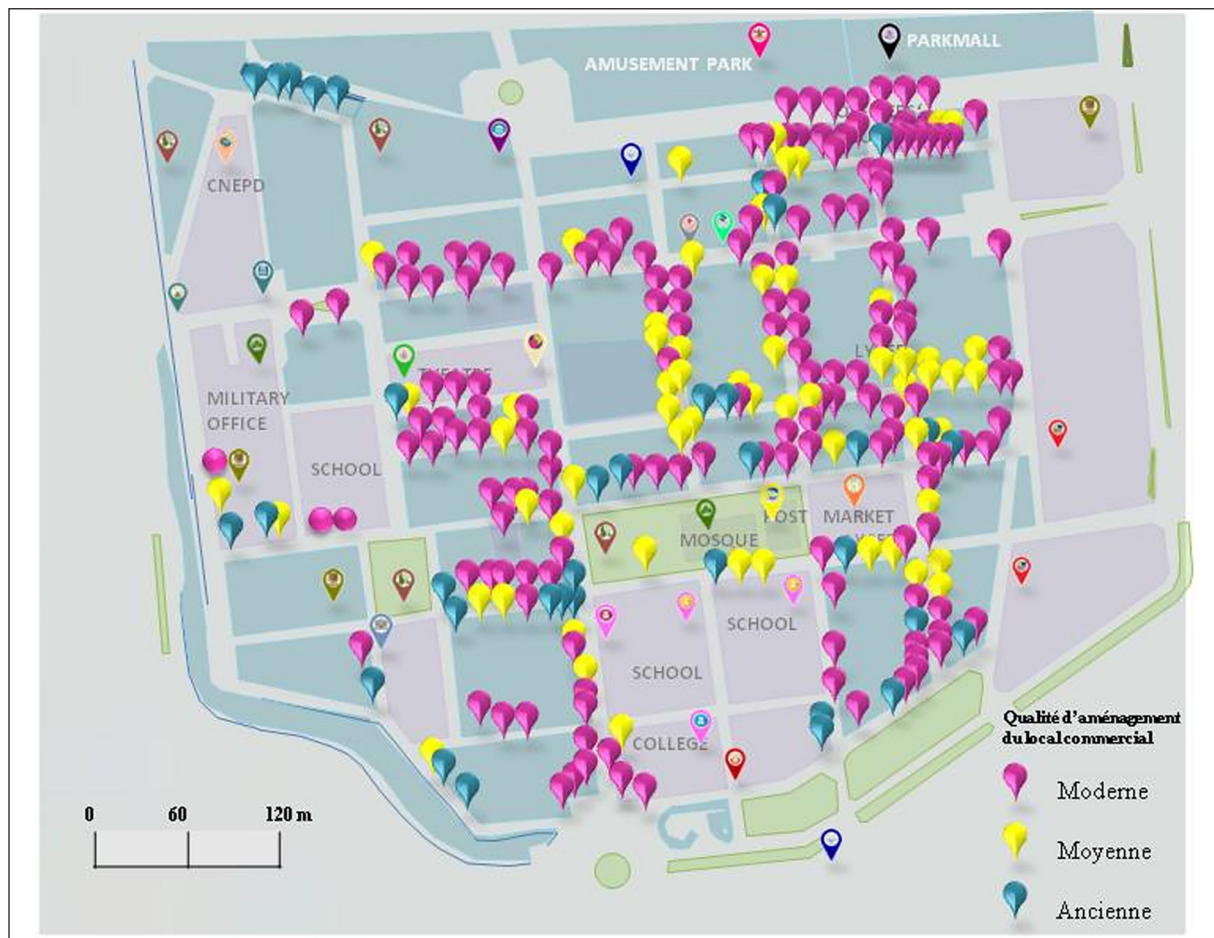 AMUSEMENT PARK
PARKMALL
CNEPD
MILITARY
OFFICE
SCHOOL
MOSQUE
MARKET
SCHOOL
SCHOOL
COLLEGE
0 60 120 m
Qualité d'aménagement
du local commercial
Moderne
Moyenne
Ancienne